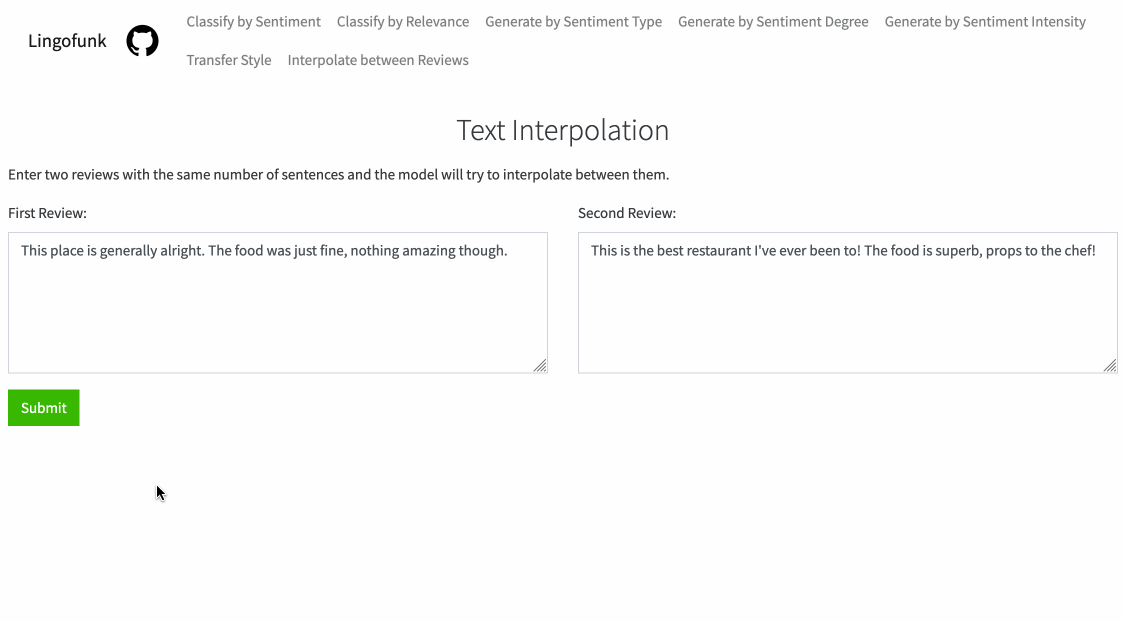 Lingofunk
Classify by Sentiment Classify by Relevance Generate by Sentiment Type Generate by Sentiment Degree Generate by Sentiment Intensity
Transfer Style Interpolate between Reviews
Text Interpolation
Enter two reviews with the same number of sentences and the model will try to interpolate between them.
First Review:
This place is generally alright. The food was just fine, nothing amazing though.
Second Review:
This is the best restaurant I've ever been to! The food is superb, props to the chef!
Submit